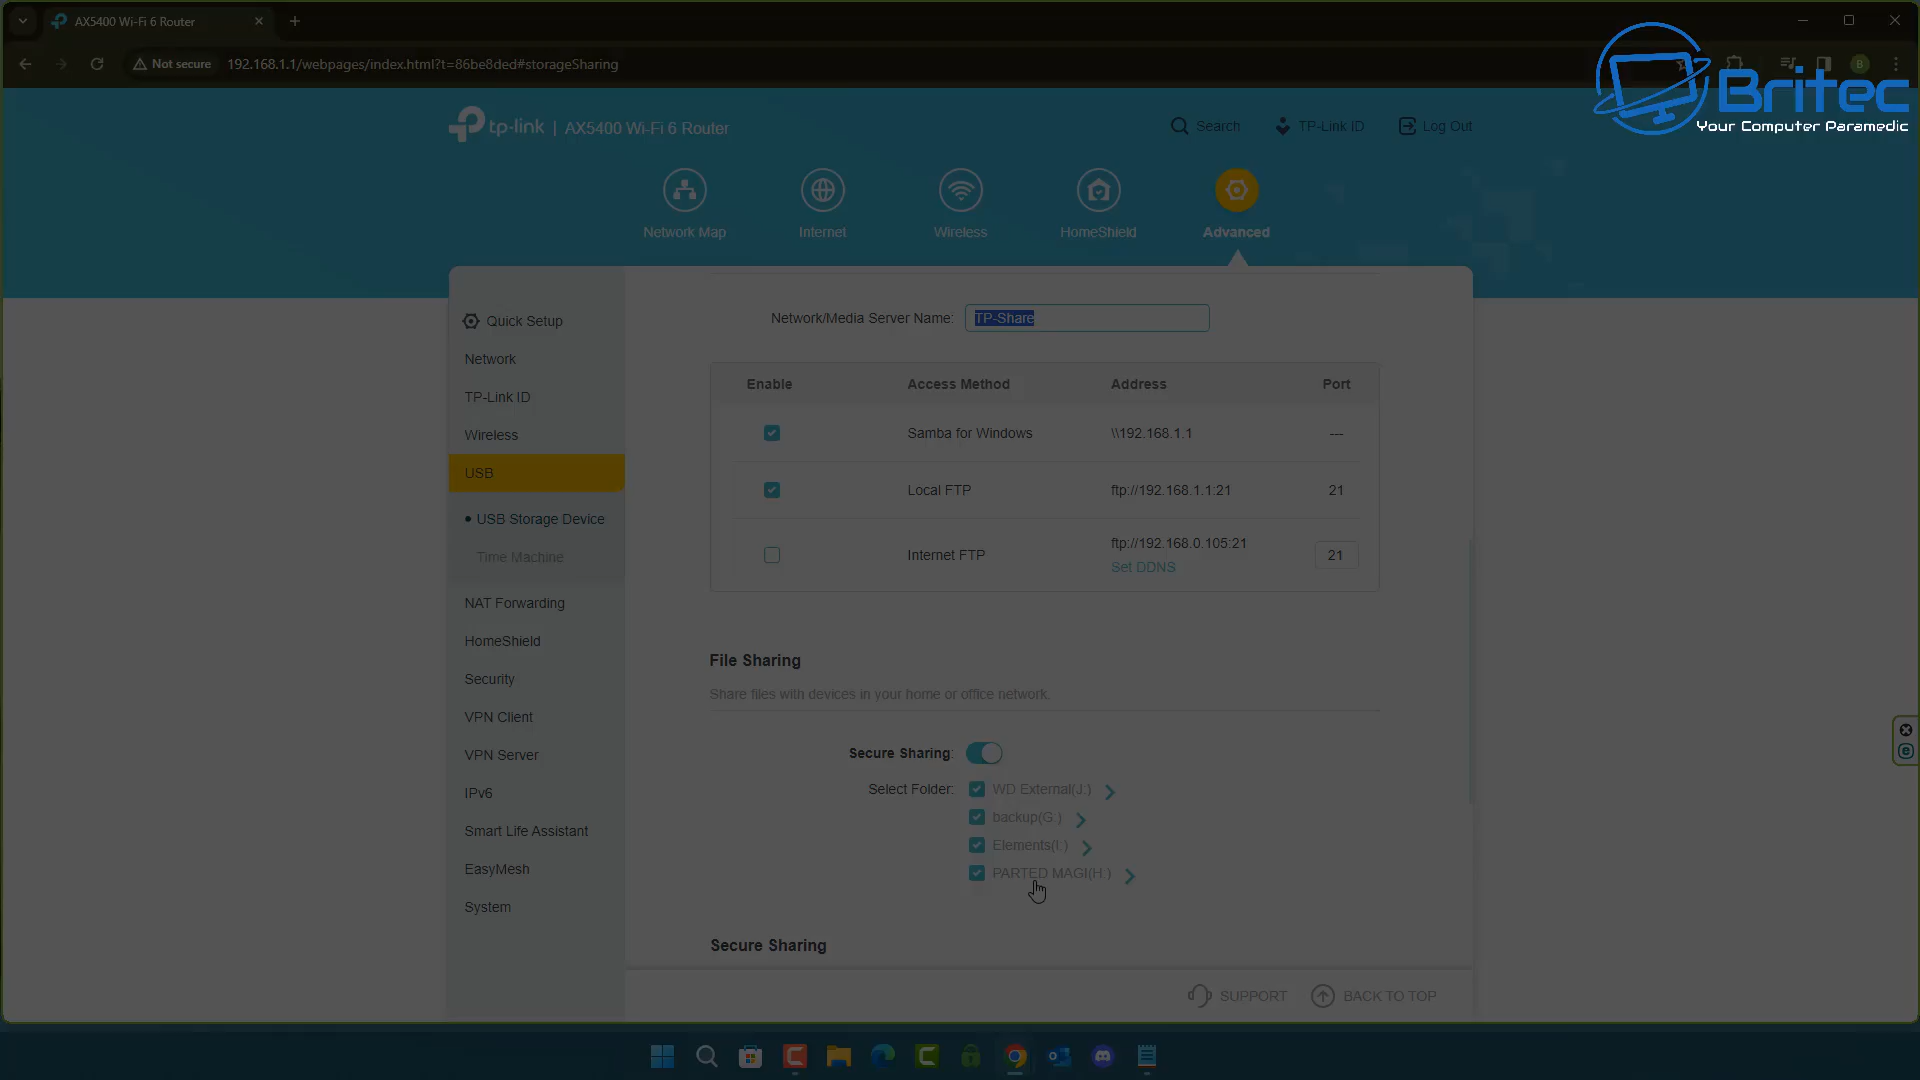 AX5400 Wi-Fi 6 Router
Not secure
192.168.1.1/webpages/index.html?t=86be8ded#storageSharing
B
Britec
Your Computer Paramedic
tp-link | AX5400 Wi-Fi 6 Router
Search
TP-Link ID
Log Out
Network Map
Internet
Wireless
HomeShield
Advanced
Quick Setup
Network
TP-Link ID
Wireless
USB
USB Storage Device
Time Machine
NAT Forwarding
HomeShield
Security
VPN Client
VPN Server
IPv6
Smart Life Assistant
EasyMesh
System
Network/Media Server Name: TP-Share
Enable Access Method Address Port
Samba for Windows \\192.168.1.1 ---
Local FTP ftp://192.168.1.1:21 21
Internet FTP ftp://192.168.0.105:21 21
Set DDNS
File Sharing
Share files with devices in your home or office network.
Secure Sharing:
Select Folder: WD External(J:)
backup(G:)
Elements(I:)
PARTED MAGI(H:)
Secure Sharing
SUPPORT
BACK TO TOP